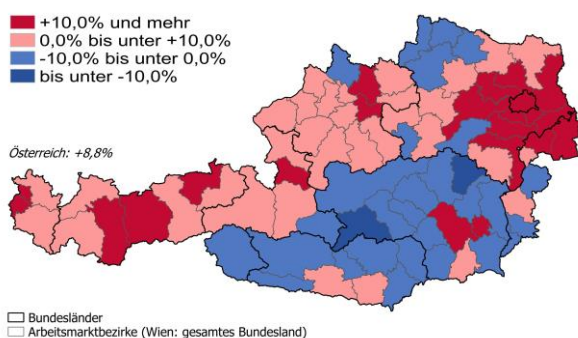 +10,0% und mehr
0,0% bis unter +10,0%
-10,0% bis unter 0,0%
bis unter -10,0%
Österreich: +8,8%
Bundesländer
Arbeitsmarktbezirke (Wien: gesamtes Bundesland)